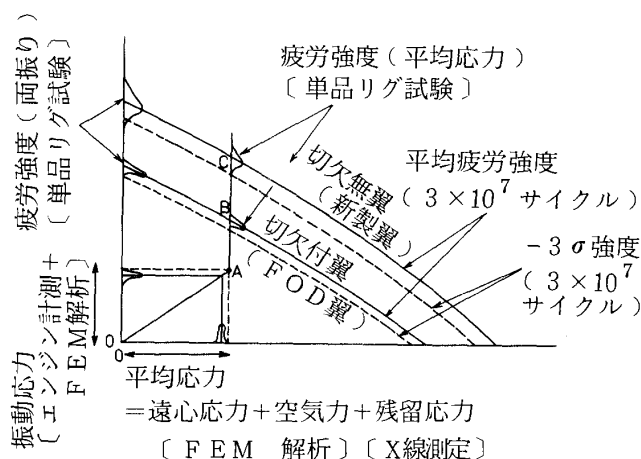 疲労強度(両振り)
〔単品リグ試験〕
振動応力
〔エンジン計測+
FEM解析〕
疲労強度(平均応力)
〔単品リグ試験〕
切欠無翼
(新製翼)
平均疲労強度
(3×10⁷サイクル)
切欠付翼
(FOD翼)
-3σ強度
(3×10⁷
サイクル)
C
B
A
0
0
平均応力
=遠心応力+空気力+残留応力
〔FEM 解析〕〔X線測定〕